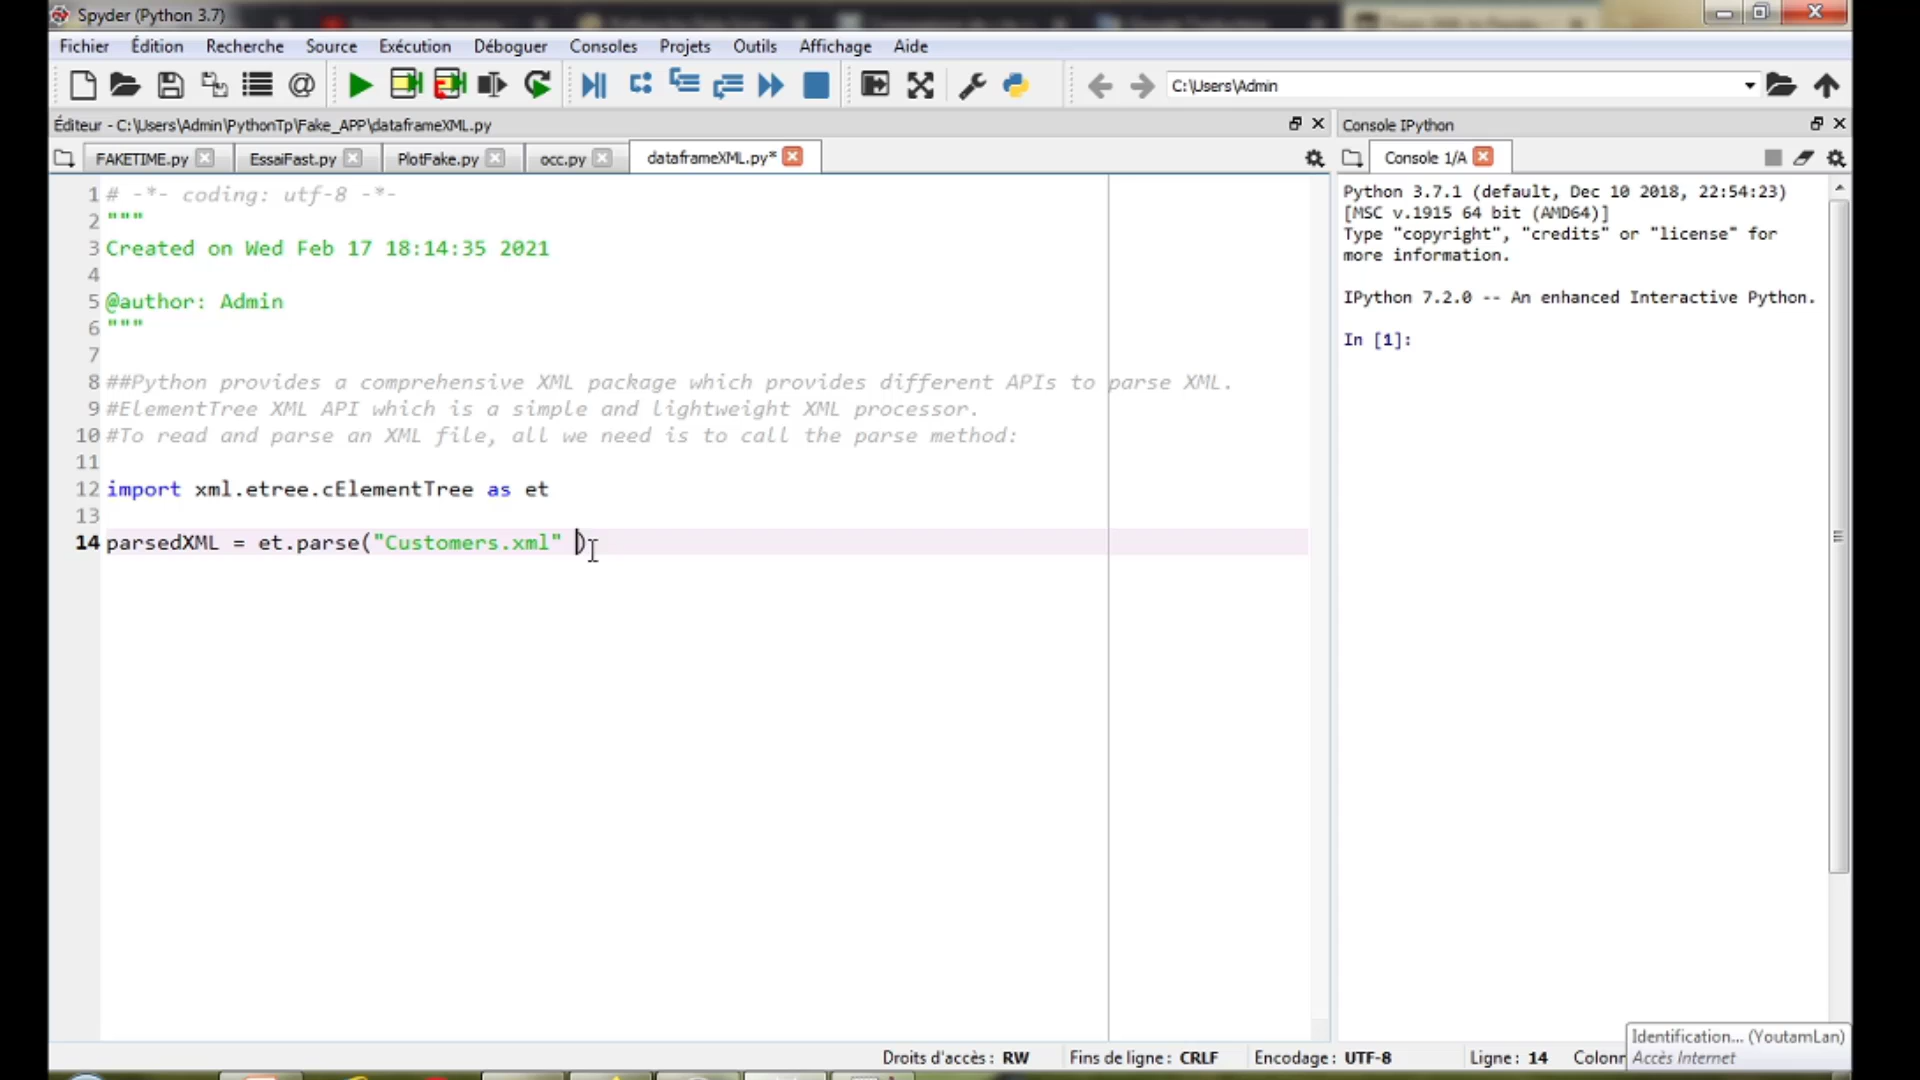 Spyder (Python 3.7)
Fichier Édition Recherche Source Exécution Déboguer Consoles Projets Outils Affichage Aide
C:\Users\Admin
Éditeur - C:\Users\Admin\PythonTp\Fake_APP\dataframeXML.py
FAKETIME.py EssaiFast.py PlotFake.py occ.py dataframeXML.py*
1 # -*- coding: utf-8 -*-
2 """
3 Created on Wed Feb 17 18:14:35 2021
4
5 @author: Admin
6 """
7
8 ##Python provides a comprehensive XML package which provides different APIs to parse XML.
9 #ElementTree XML API which is a simple and lightweight XML processor.
10 #To read and parse an XML file, all we need is to call the parse method:
11
12 import xml.etree.cElementTree as et
13
14 parsedXML = et.parse("Customers.xml" )
Console IPython
Console 1/A
Python 3.7.1 (default, Dec 10 2018, 22:54:23)
[MSC v.1915 64 bit (AMD64)]
Type "copyright", "credits" or "license" for
more information.
IPython 7.2.0 -- An enhanced Interactive Python.
In [1]:
Droits d'accès : RW Fins de ligne : CRLF Encodage : UTF-8 Ligne : 14 Colonn
Identification... (YoutamLan)
Accès Internet